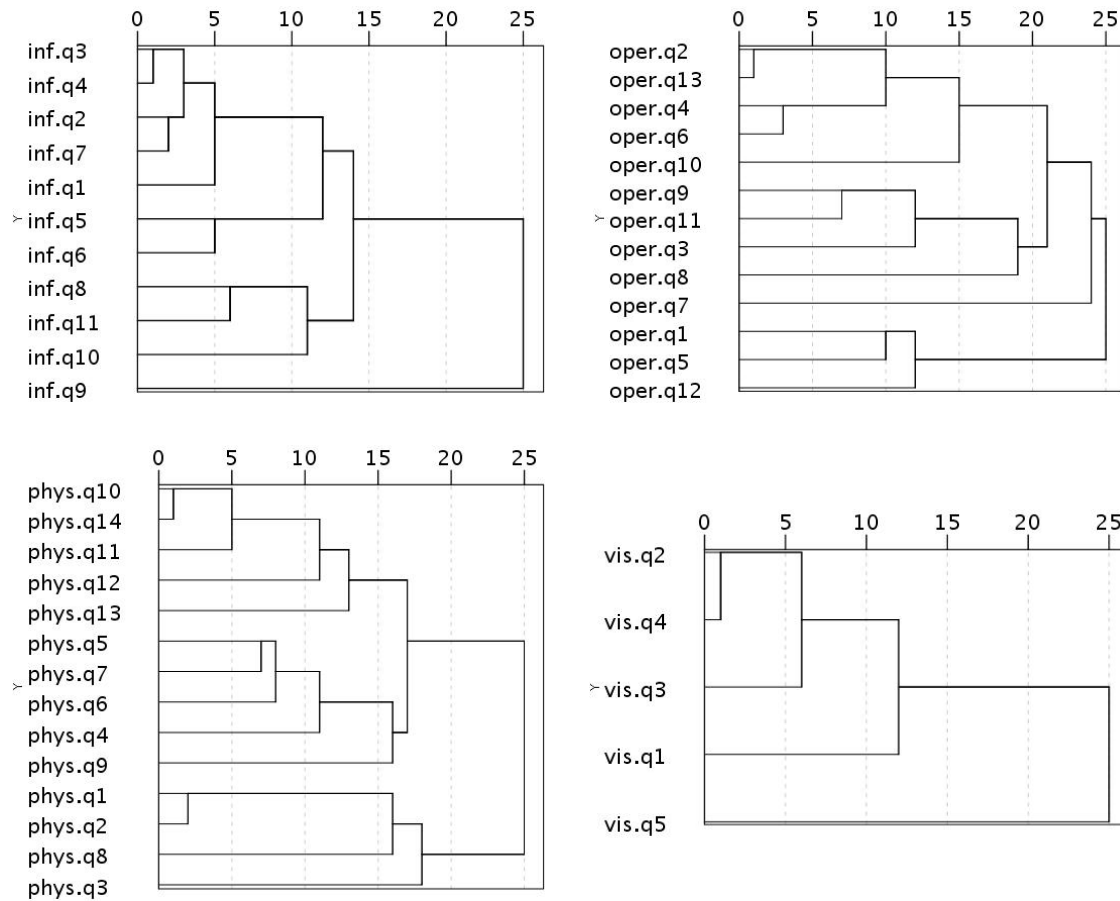 0 5 10 15 20 25
inf.q3
inf.q4
inf.q2
inf.q7
inf.q1
Y inf.q5
inf.q6
inf.q8
inf.q11
inf.q10
inf.q9
0 5 10 15 20 25
oper.q2
oper.q13
oper.q4
oper.q6
oper.q10
oper.q9
Y oper.q11
oper.q3
oper.q8
oper.q7
oper.q1
oper.q5
oper.q12
0 5 10 15 20 25
phys.q10
phys.q14
phys.q11
phys.q12
phys.q13
phys.q5
phys.q7
Y phys.q6
phys.q4
phys.q9
phys.q1
phys.q2
phys.q8
phys.q3
0 5 10 15 20 25
vis.q2
vis.q4
Y vis.q3
vis.q1
vis.q5